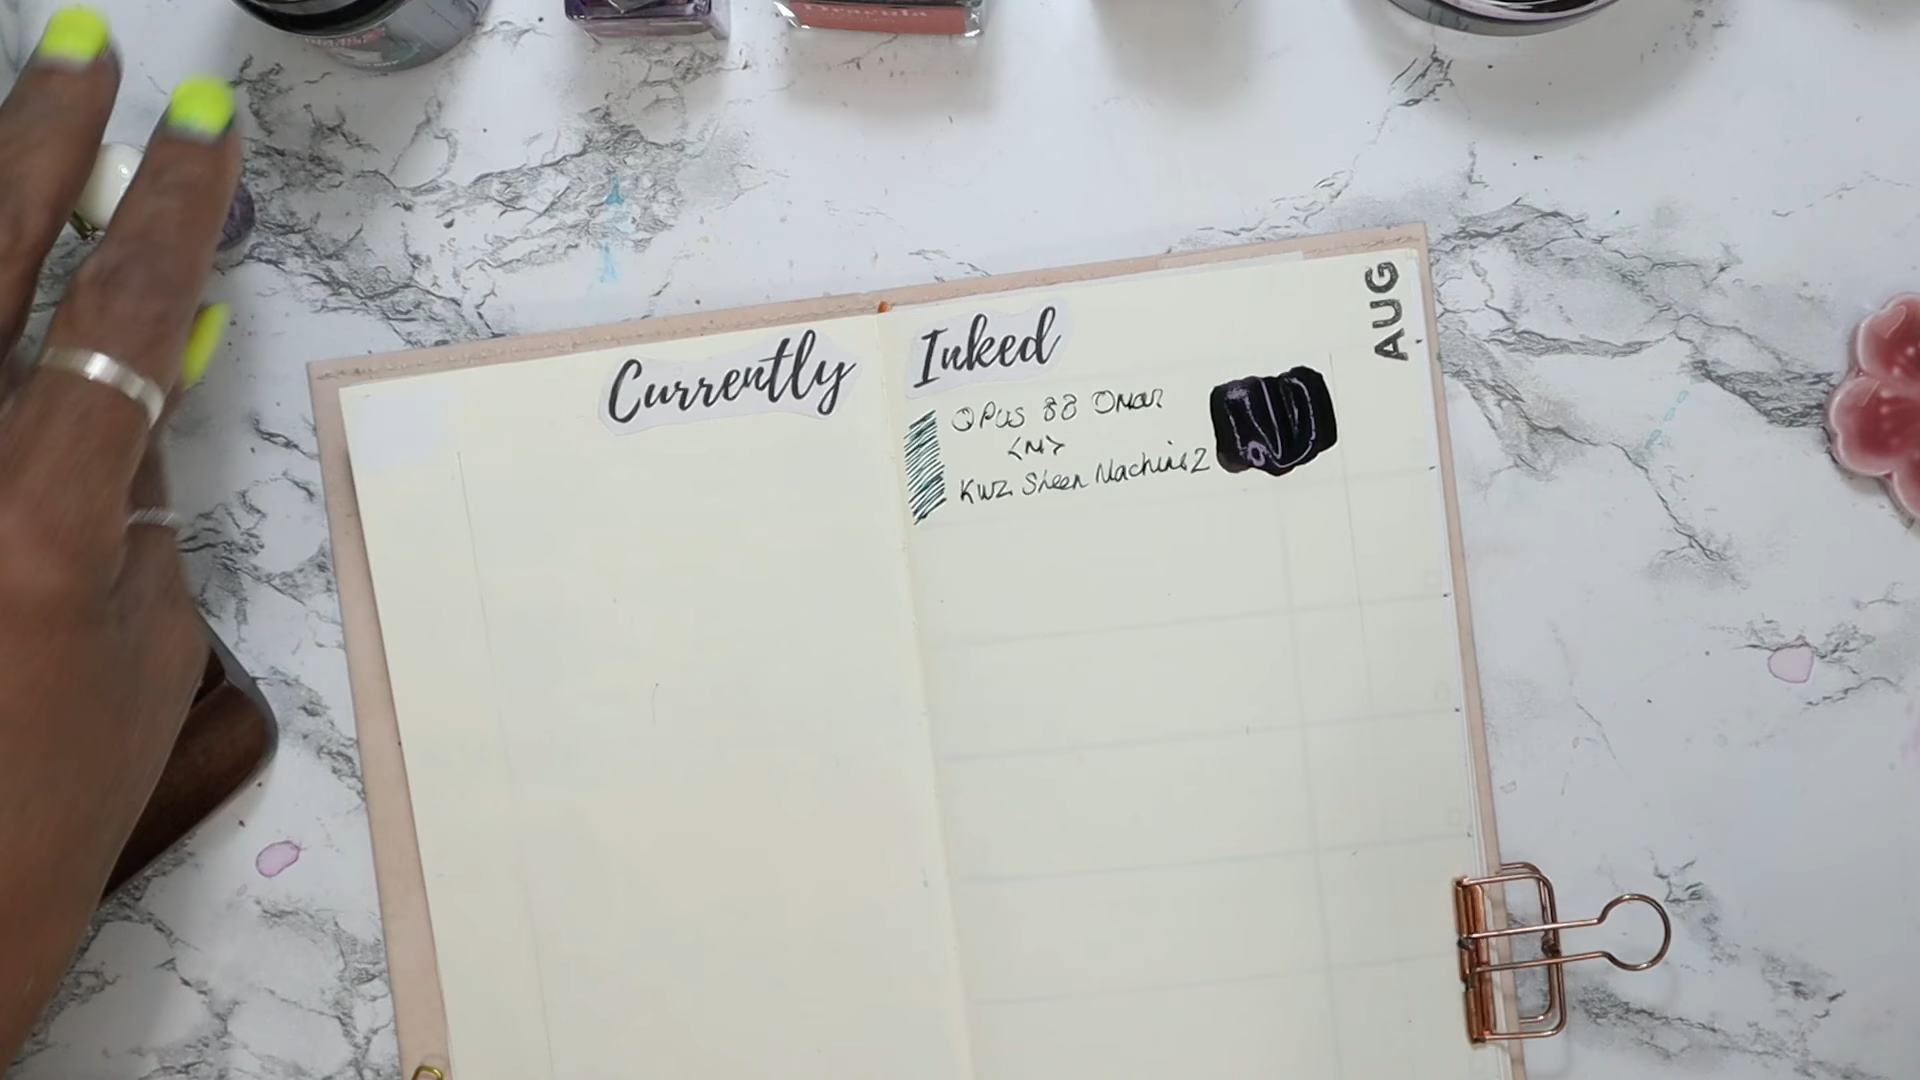 Currently Inked
AUG
OPUS 88 Omar
<M>
KWZ Sheen Machine 2